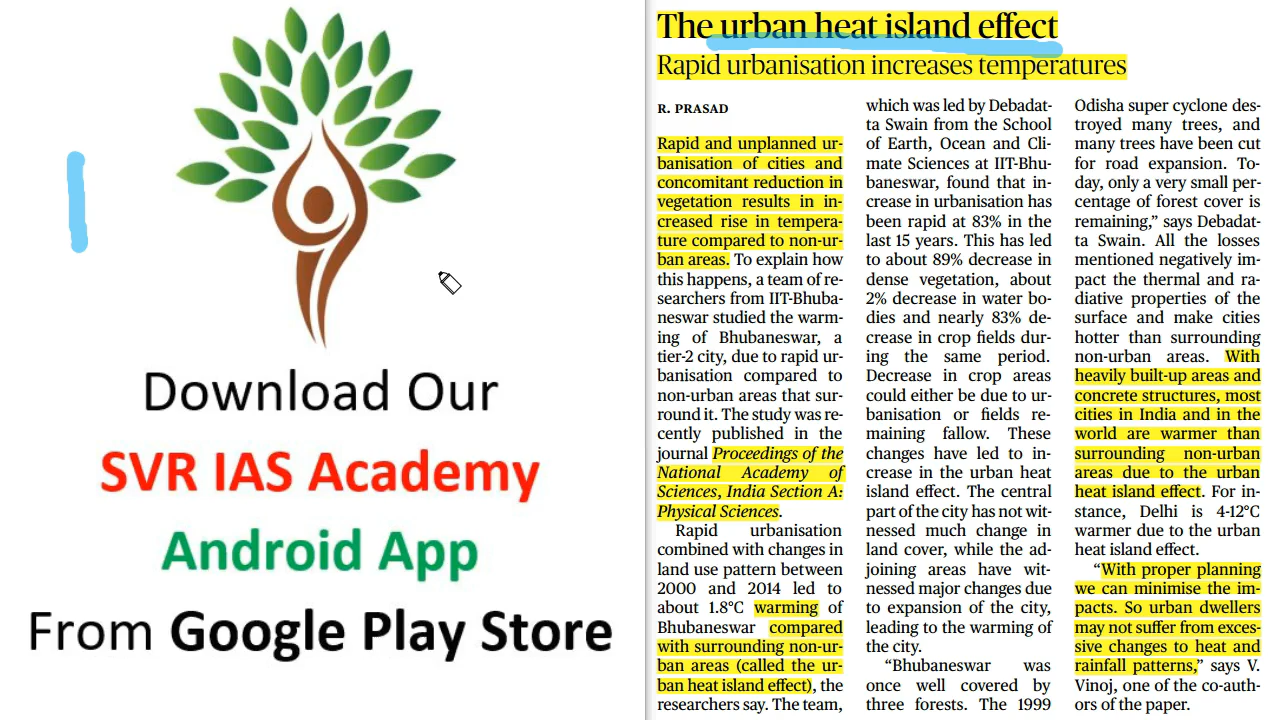 Download Our
SVR IAS Academy
Android App
From Google Play Store
The urban heat island effect
Rapid urbanisation increases temperatures
R. PRASAD
Rapid and unplanned ur-
banisation of cities and
concomitant reduction in
vegetation results in in-
creased rise in tempera-
ture compared to non-ur-
ban areas. To explain how
this happens, a team of re-
searchers from IIT-Bhuba-
neswar studied the warm-
ing of Bhubaneswar, a
tier-2 city, due to rapid ur-
banisation compared to
non-urban areas that sur-
round it. The study was re-
cently published in the
journal Proceedings of the
National Academy of
Sciences, India Section A:
Physical Sciences.
Rapid urbanisation
combined with changes in
land use pattern between
2000 and 2014 led to
about 1.8°C warming of
Bhubaneswar compared
with surrounding non-ur-
ban areas (called the ur-
ban heat island effect), the
researchers say. The team,
which was led by Debadat-
ta Swain from the School
of Earth, Ocean and Cli-
mate Sciences at IIT-Bhu-
baneswar, found that in-
crease in urbanisation has
been rapid at 83% in the
last 15 years. This has led
to about 89% decrease in
dense vegetation, about
2% decrease in water bo-
dies and nearly 83% de-
crease in crop fields dur-
ing the same period.
Decrease in crop areas
could either be due to ur-
banisation or fields re-
maining fallow. These
changes have led to in-
crease in the urban heat
island effect. The central
part of the city has not wit-
nessed much change in
land cover, while the ad-
joining areas have wit-
nessed major changes due
to expansion of the city,
leading to the warming of
the city.
“Bhubaneswar was
once well covered by
three forests. The 1999
Odisha super cyclone des-
troyed many trees, and
many trees have been cut
for road expansion. To-
day, only a very small per-
centage of forest cover is
remaining,” says Debadat-
ta Swain. All the losses
mentioned negatively im-
pact the thermal and ra-
diative properties of the
surface and make cities
hotter than surrounding
non-urban areas. With
heavily built-up areas and
concrete structures, most
cities in India and in the
world are warmer than
surrounding non-urban
areas due to the urban
heat island effect. For in-
stance, Delhi is 4-12°C
warmer due to the urban
heat island effect.
“With proper planning
we can minimise the im-
pacts. So urban dwellers
may not suffer from exces-
sive changes to heat and
rainfall patterns,” says V.
Vinoj, one of the co-auth-
ors of the paper.